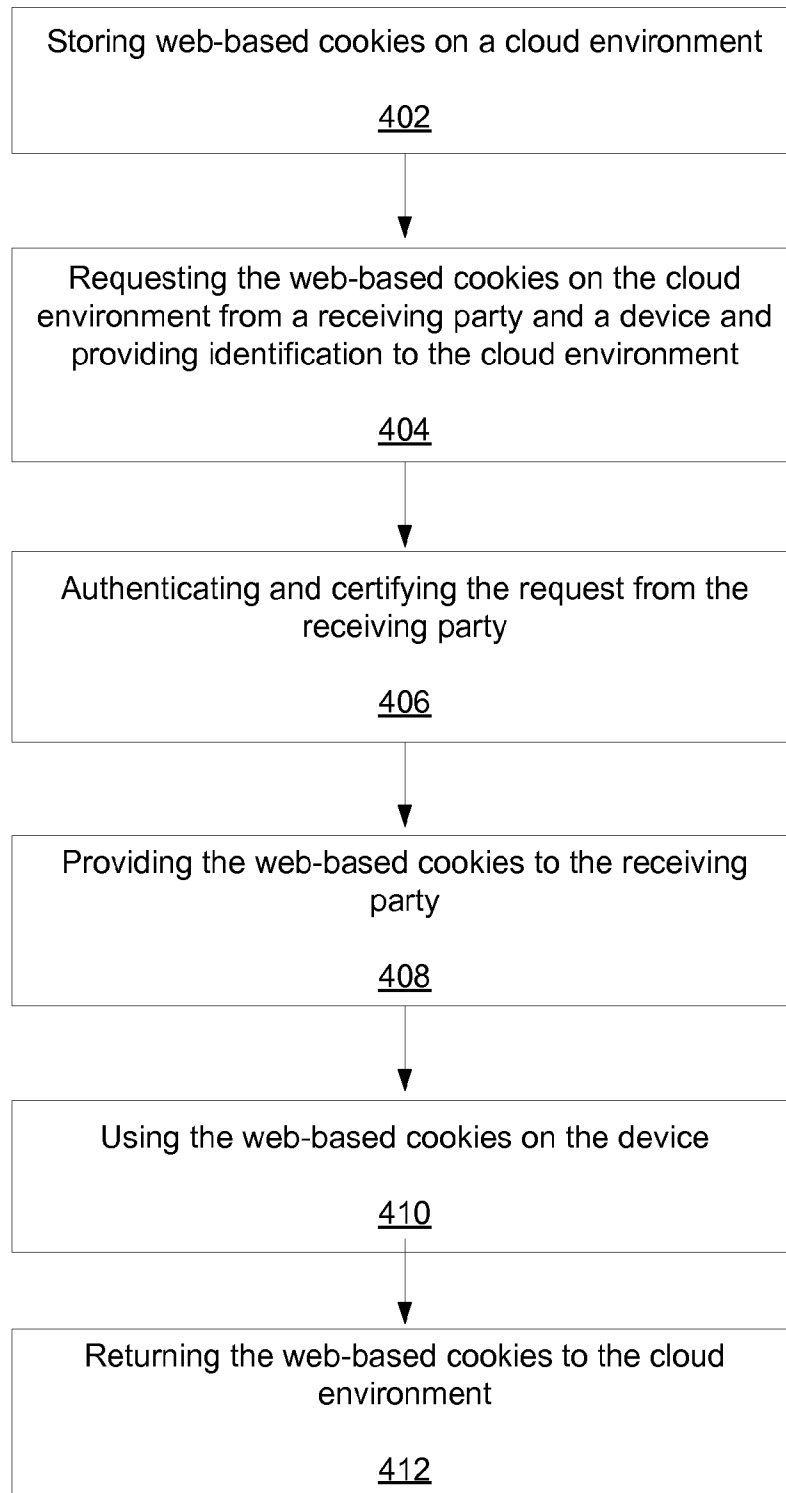 Storing web-based cookies on a cloud environment
402
Requesting the web-based cookies on the cloud
environment from a receiving party and a device and
providing identification to the cloud environment
404
Authenticating and certifying the request from the
receiving party
406
Providing the web-based cookies to the receiving
party
408
Using the web-based cookies on the device
410
Returning the web-based cookies to the cloud
environment
412